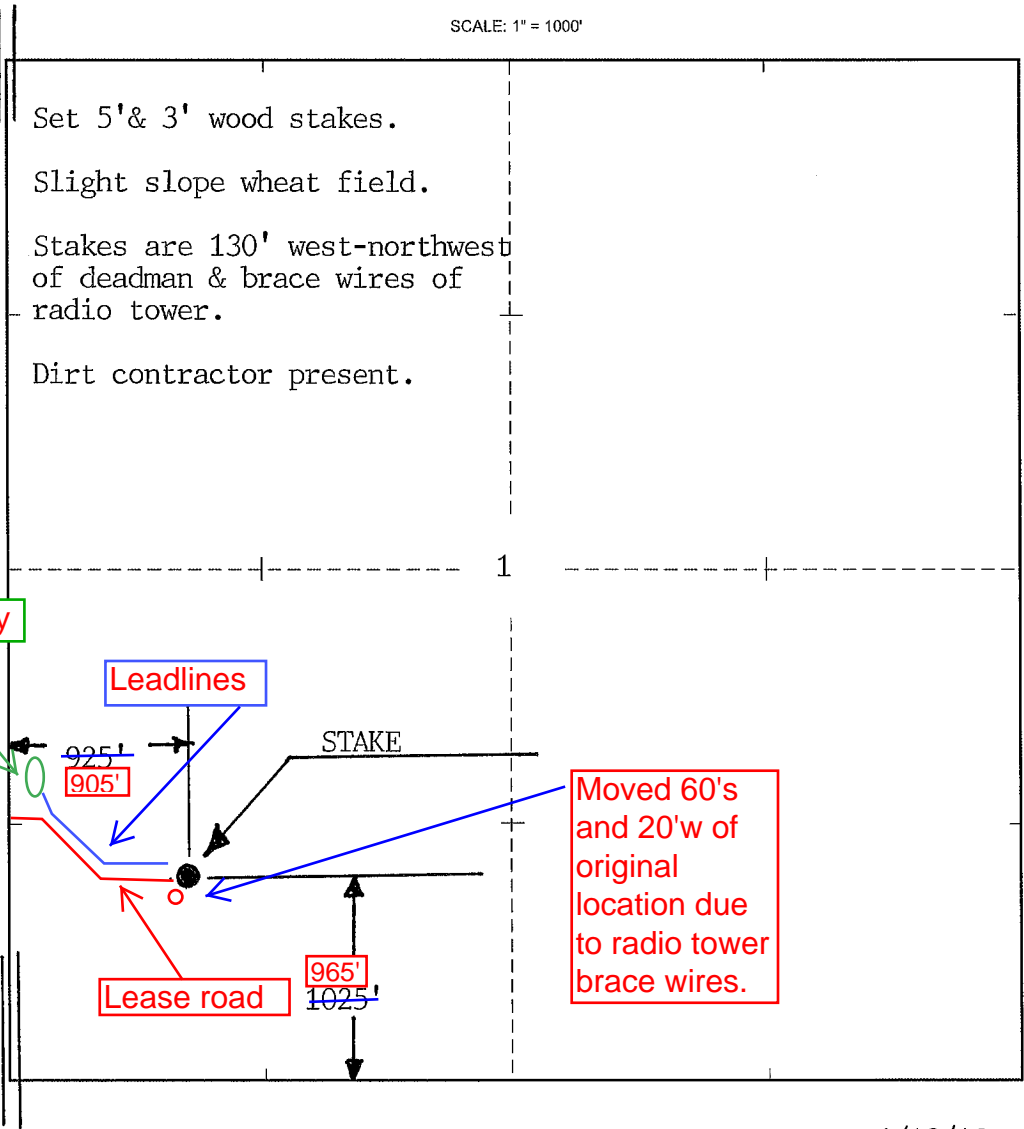 SCALE: 1" = 1000'
Set 5'& 3' wood stakes.
Slight slope wheat field.
Stakes are 130' west-northwest
of deadman & brace wires of
radio tower.
Dirt contractor present.
1
y
Leadlines
925'
905'
STAKE
Moved 60's
and 20'w of
original
location due
to radio tower
brace wires.
965'
1025'
Lease road